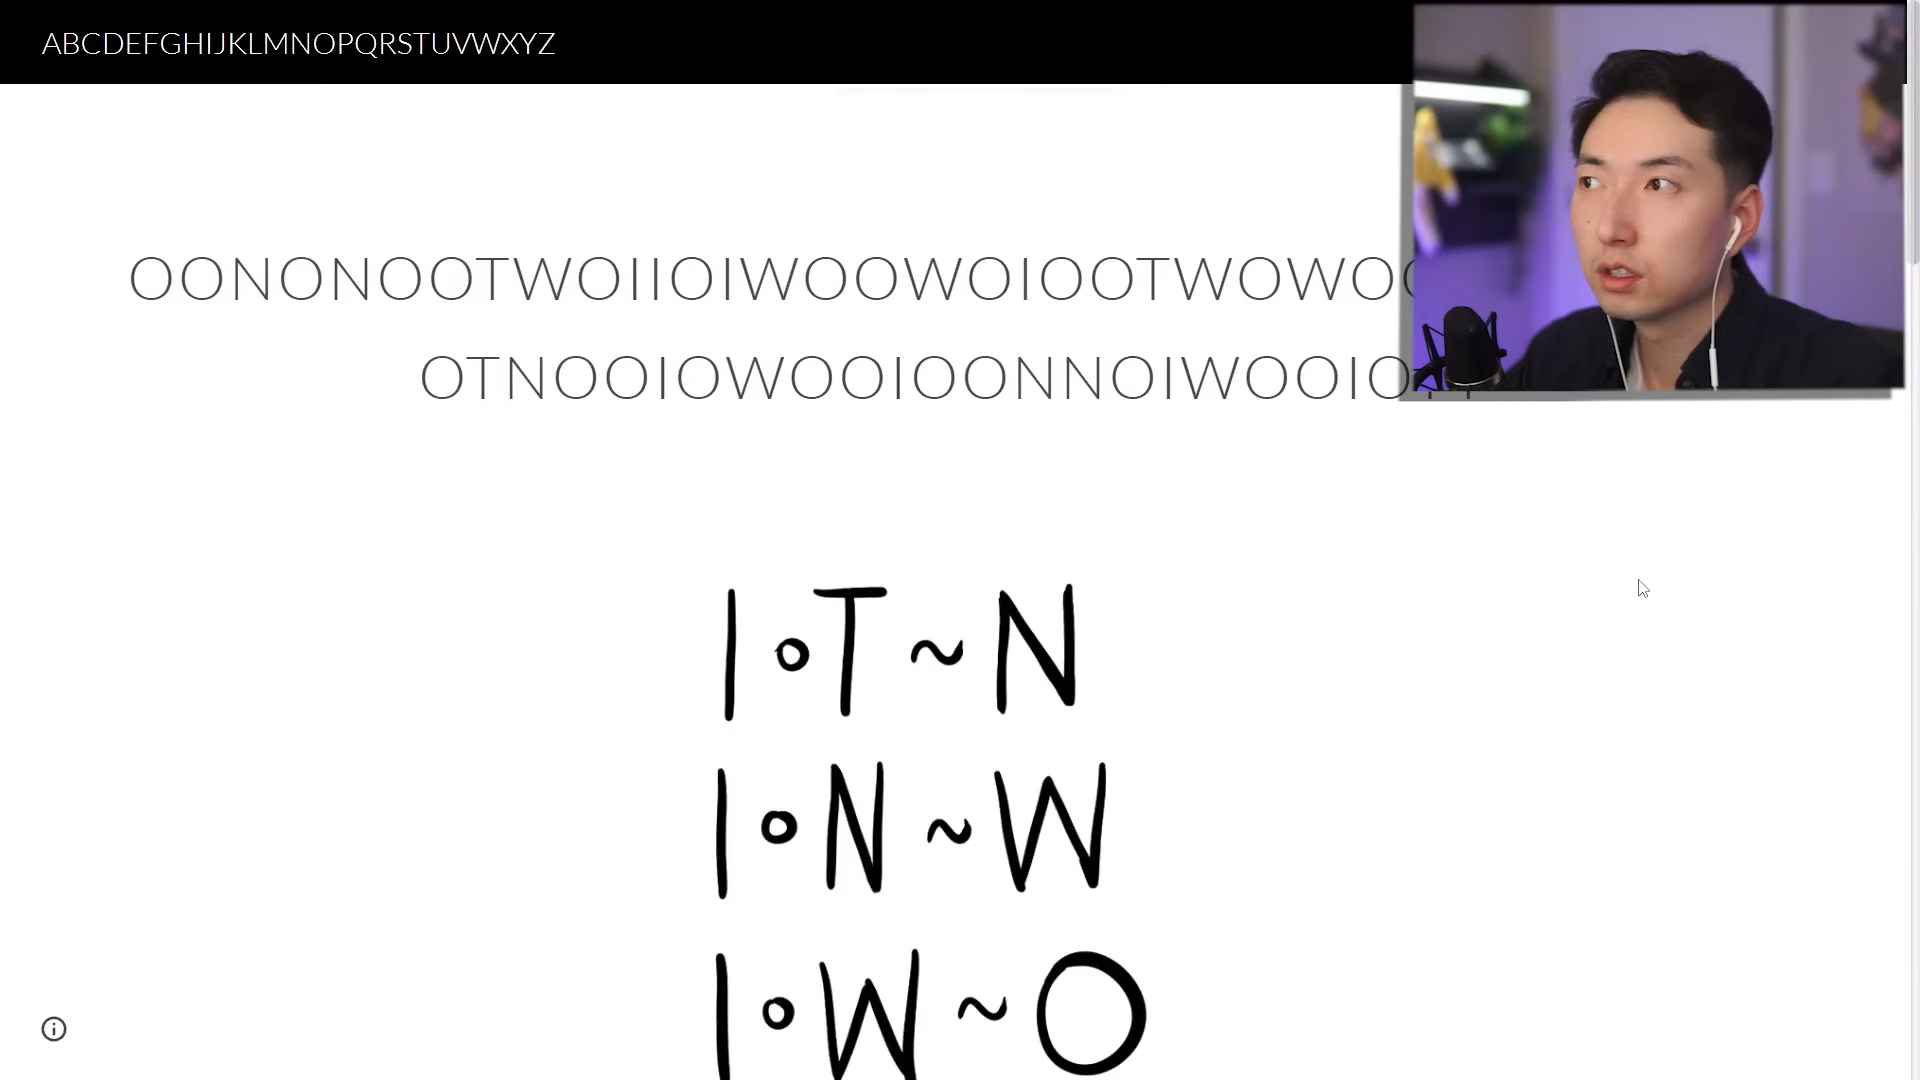 ABCDEFGHIJKLMNOPQRSTUVWXYZ
OONONOOTWOIIOIWOOWOIOOTWOWO
OTNOOIOWOOIOONNOIWOOIO
I∘T~N
I∘N~W
I∘W~O